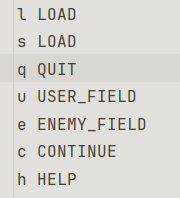 l LOAD
s LOAD
q QUIT
u USER_FIELD
e ENEMY_FIELD
c CONTINUE
h HELP